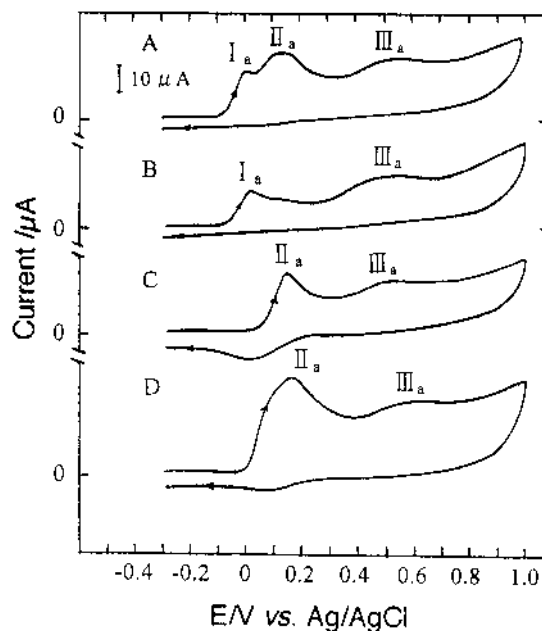 A
I a
II a
III a
10 μA
0
B
I a
III a
0
C
II a
III a
0
D
II a
III a
0
Current /μA
-0.4 -0.2 0 0.2 0.4 0.6 0.8 1.0
E/V vs. Ag/AgCl